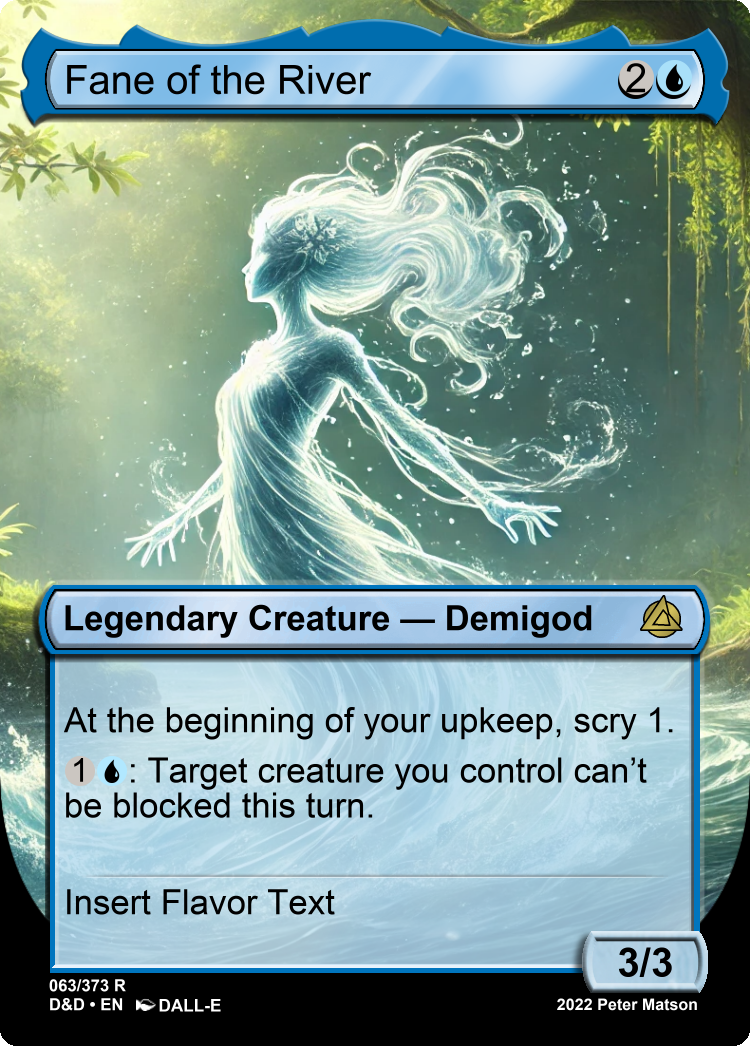 Fane of the River 2
Legendary Creature — Demigod
At the beginning of your upkeep, scry 1.
1 : Target creature you control can't
be blocked this turn.
Insert Flavor Text
3/3
063/373 R
D&D • EN DALL-E
2022 Peter Matson